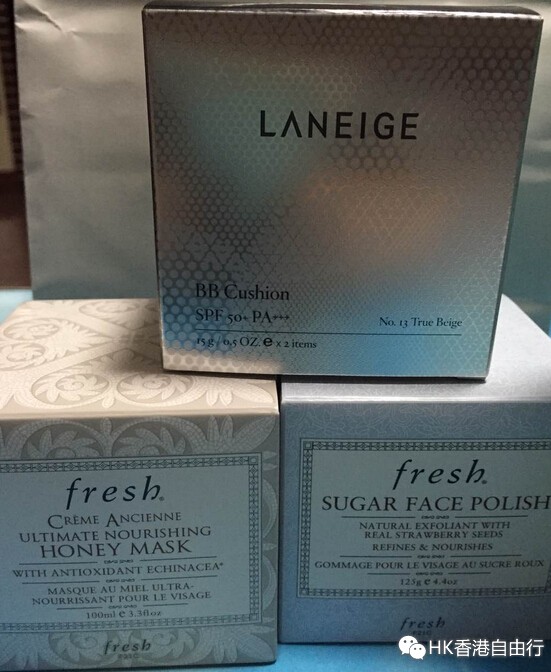 LANEIGE
BB Cushion
SPF 50+ PA+++
No. 13 True Beige
15 g / 0.5 OZ. e x 2 items
fresh®
CRÈME ANCIENNE
ULTIMATE NOURISHING
HONEY MASK
WITH ANTIOXIDANT ECHINACEA*
MASQUE AU MIEL ULTRA-
NOURRISSANT POUR LE VISAGE
100ml e 3.3fl oz
fresh
fresh®
SUGAR FACE POLISH
NATURAL EXFOLIANT WITH
REAL STRAWBERRY SEEDS
REFINES & NOURISHES
GOMMAGE POUR LE VISAGE AU SUCRE ROUX
125g e 4.4oz
fresh
HK香港自由行